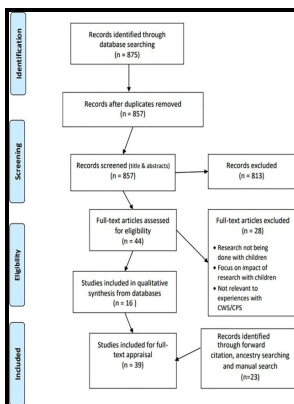 Identification
Records identified through
database searching
(n = 875)
Records after duplicates removed
(n = 857)
Screening
Records screened (title & abstracts)
(n = 857)
Records excluded
(n = 813)
Eligibility
Full-text articles assessed
for eligibility
(n = 44)
Full-text articles excluded
(n = 28)
• Research not being
done with children
• Focus on impact of
research with children
• Not relevant to
experiences with
CWS/CPS
Studies included in qualitative
synthesis from databases
(n = 16 )
Included
Studies included for full-
text appraisal
(n = 39)
Records identified
through forward
citation, ancestry searching
and manual search
(n=23)